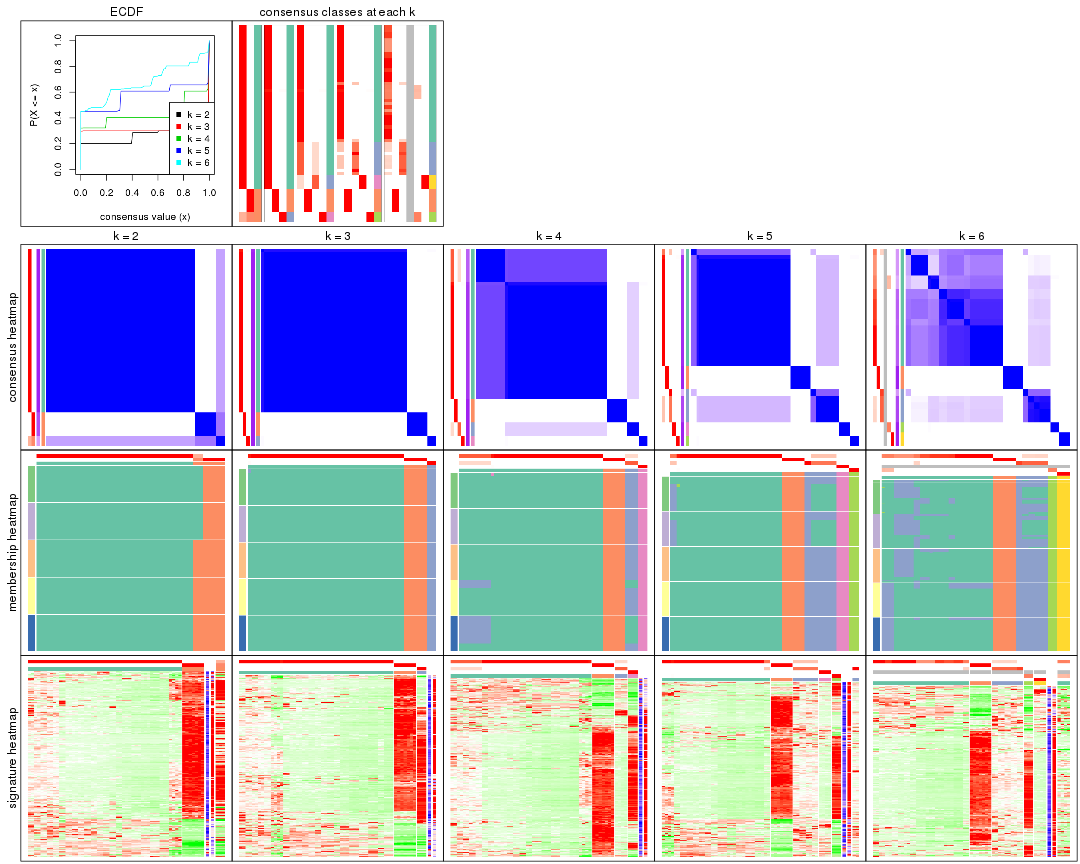 ECDF
consensus classes at each k
P(X <= x)
1.0
0.8
0.6
0.4
0.2
0.0
k = 2
k = 3
k = 4
k = 5
k = 6
0.0 0.2 0.4 0.6 0.8 1.0
consensus value (x)
k = 2
k = 3
k = 4
k = 5
k = 6
consensus heatmap
membership heatmap
signature heatmap